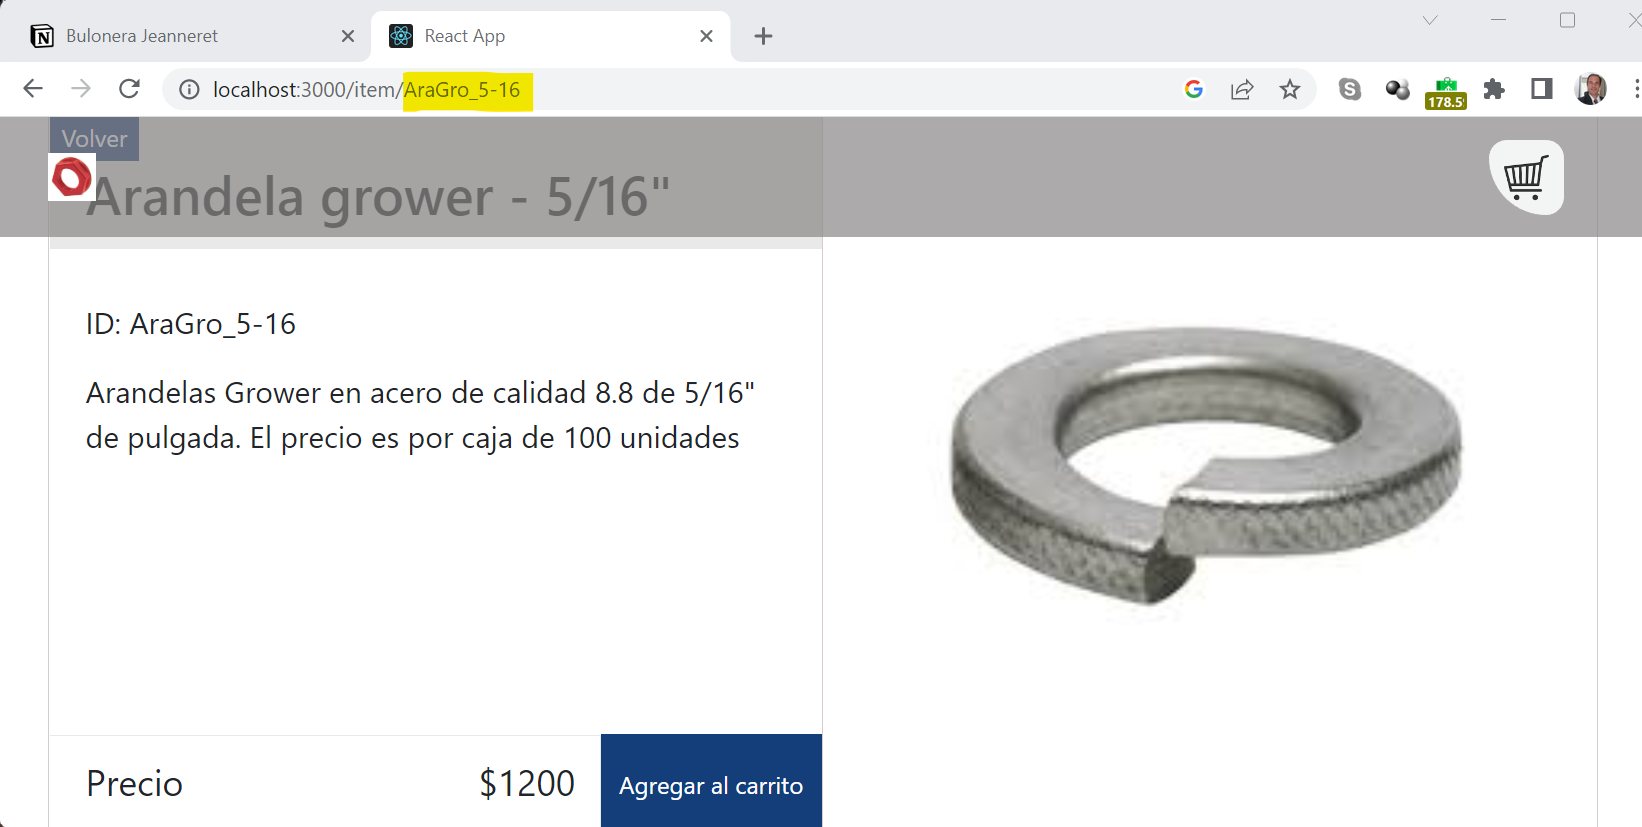 Bulonera Jeanneret
React App
localhost:3000/item/AraGro_5-16
178.5
Volver
Arandela grower - 5/16"
ID: AraGro_5-16
Arandelas Grower en acero de calidad 8.8 de 5/16"
de pulgada. El precio es por caja de 100 unidades
Precio
$1200
Agregar al carrito